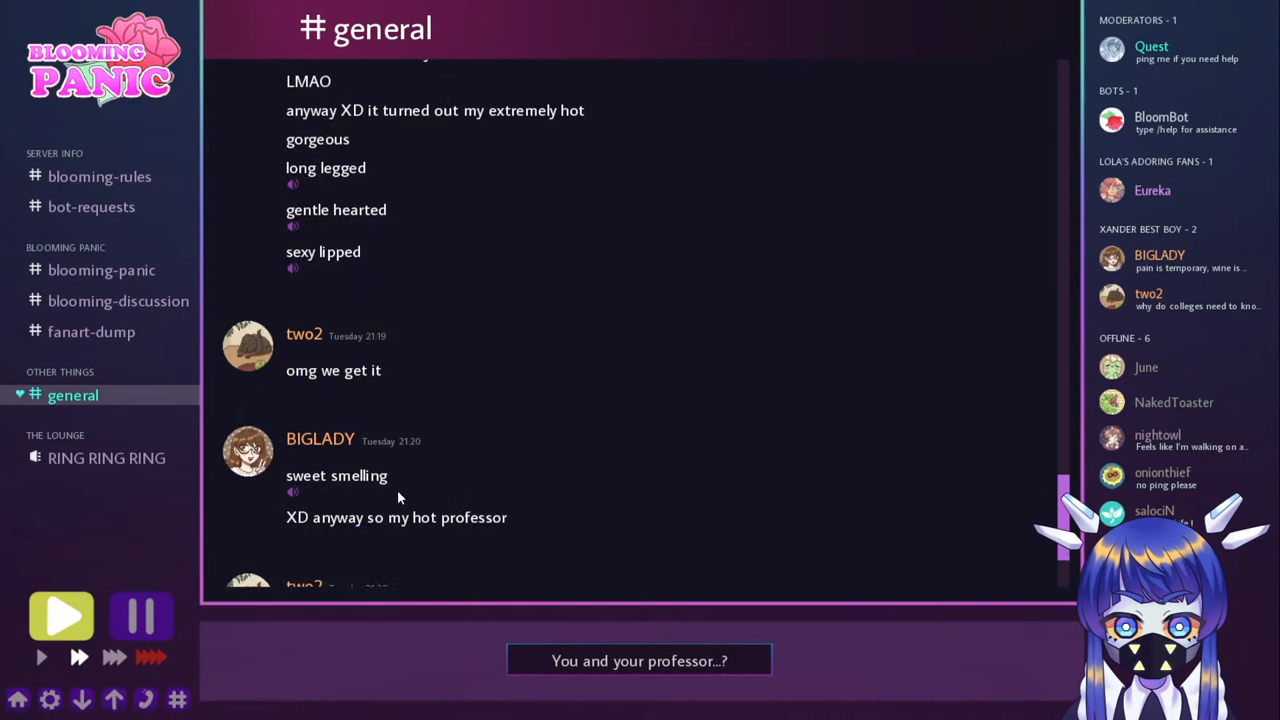 BLOOMING
PANIC
SERVER INFO
# blooming-rules
# bot-requests
BLOOMING PANIC
# blooming-panic
# blooming-discussion
# fanart-dump
OTHER THINGS
# general
THE LOUNGE
RING RING RING
# general
LMAO
anyway XD it turned out my extremely hot
gorgeous
long legged
gentle hearted
sexy lipped
two2 Tuesday 21:19
omg we get it
BIGLADY Tuesday 21:20
sweet smelling
XD anyway so my hot professor
two2
You and your professor...?
MODERATORS - 1
Quest
ping me if you need help
BOTS - 1
BloomBot
type /help for assistance
LOLA'S ADORING FANS - 1
Eureka
XANDER BEST BOY - 2
BIGLADY
pain is temporary, wine is ...
two2
why do colleges need to kno...
OFFLINE - 6
June
NakedToaster
nightowl
Feels like I'm walking on a...
onionthief
no ping please
salociN